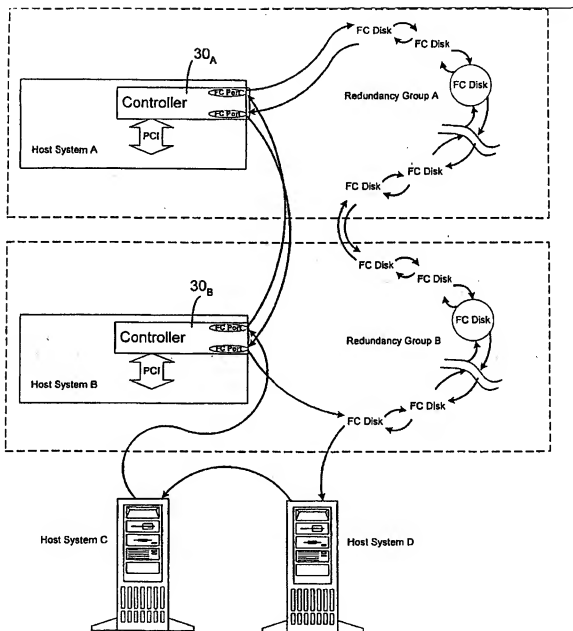 30A
FC Disk
FC Disk
FC Port
Controller
FC Disk
FC Port
Redundancy Group A
PCI
Host System A
FC Disk
FC Disk
FC Disk
FC Disk
30B
FC Port
Controller
FC Disk
FC Port
Redundancy Group B
PCI
Host System B
FC Disk
FC Disk
Host System C
Host System D